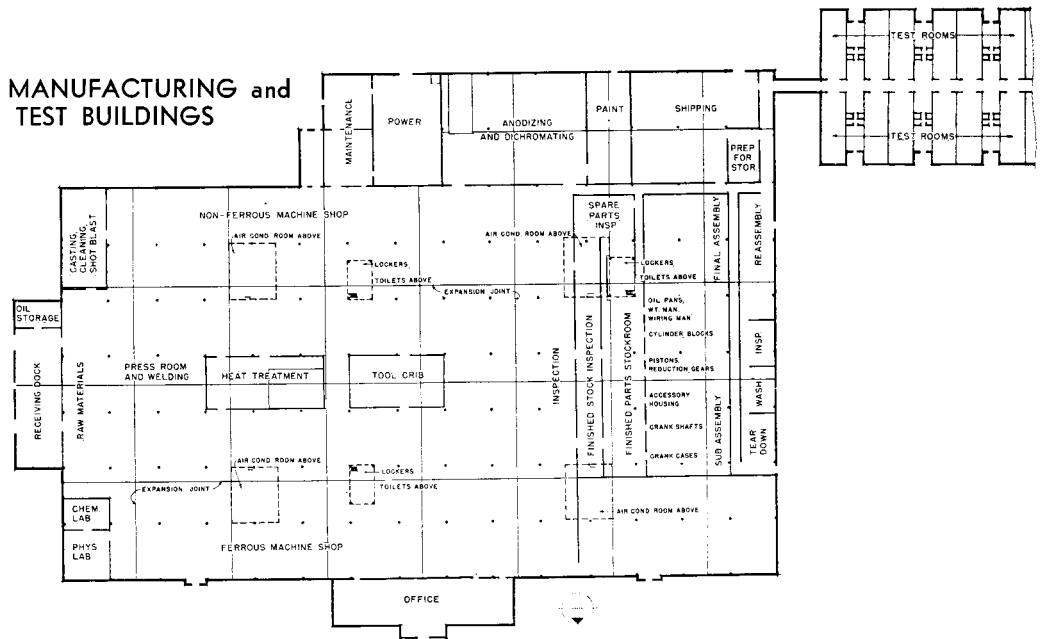 MANUFACTURING and
TEST BUILDINGS
TEST ROOMS
TEST ROOMS
MAINTENANCE
POWER
ANODIZING
AND DICHROMATING
PAINT
SHIPPING
PREP
FOR
STOR.
CASTING,
CLEANING,
SHOT BLAST
NON-FERROUS MACHINE SHOP
AIR COND ROOM ABOVE
LOCKERS
TOILETS ABOVE
EXPANSION JOINT
AIR COND. ROOM ABOVE
SPARE
PARTS
INSP
LOCKERS
TOILETS ABOVE
FINAL ASSEMBLY
REASSEMBLY
OIL
STORAGE
RECEIVING DOCK
RAW MATERIALS
PRESS ROOM
AND WELDING
HEAT TREATMENT
TOOL CRIB
INSPECTION
FINISHED STOCK INSPECTION
FINISHED PARTS STOCKROOM
OIL PANS,
WT. MAN.
WIRING MAN.
CYLINDER BLOCKS
PISTONS,
REDUCTION GEARS
ACCESSORY
HOUSING
CRANK SHAFTS
CRANK CASES
SUB ASSEMBLY
INSP.
WASH
TEAR
DOWN
AIR COND ROOM ABOVE
LOCKERS
TOILETS ABOVE
EXPANSION JOINT
AIR COND ROOM ABOVE
CHEM.
LAB
PHYS
LAB
FERROUS MACHINE SHOP
OFFICE